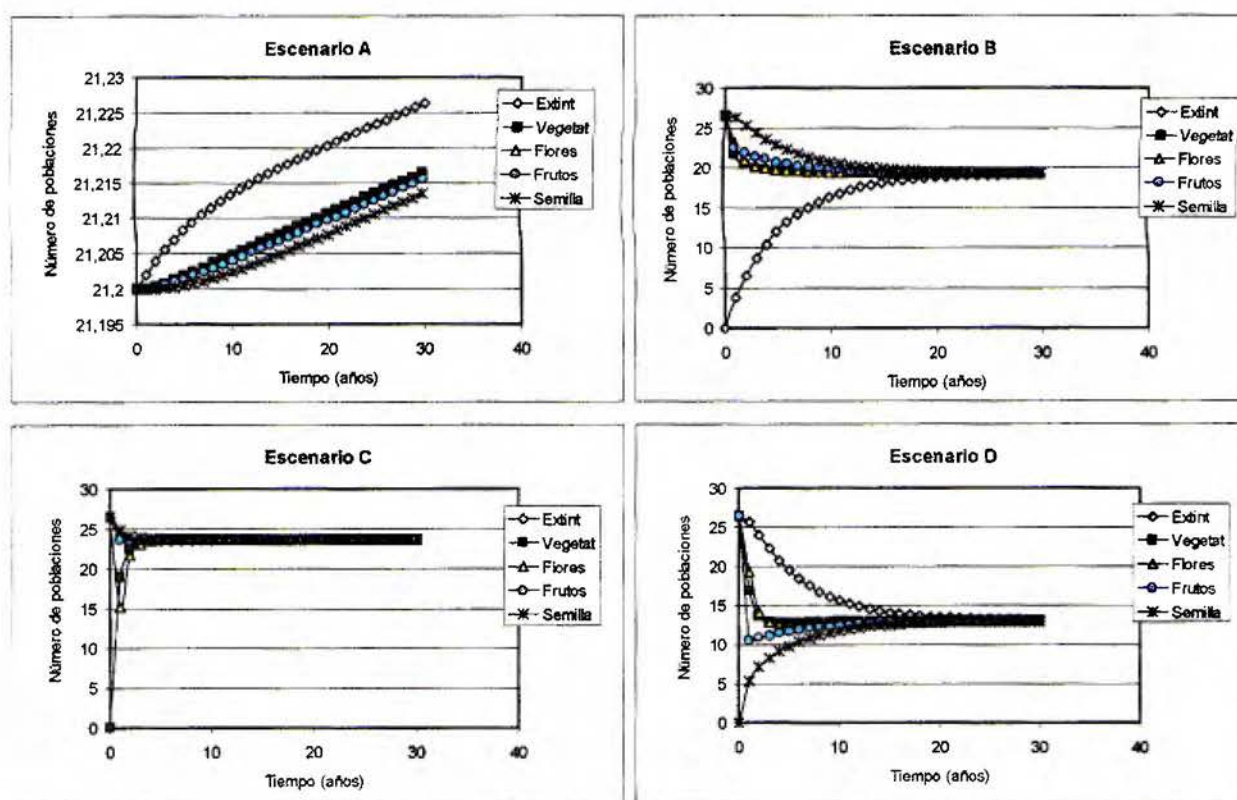 Escenario A
Número de poblaciones
21,23
21,225
21,22
21,215
21,21
21,205
21,2
21,195
0 10 20 30 40
Tiempo (años)
Extint
Vegetat
Flores
Frutos
Semilla
Escenario B
Número de poblaciones
30
25
20
15
10
5
0
0 10 20 30 40
Tiempo (años)
Extint
Vegetat
Flores
Frutos
Semilla
Escenario C
Número de poblaciones
30
25
20
15
10
5
0
0 10 20 30 40
Tiempo (años)
Extint
Vegetat
Flores
Frutos
Semilla
Escenario D
Número de poblaciones
30
25
20
15
10
5
0
0 10 20 30 40
Tiempo (años)
Extint
Vegetat
Flores
Frutos
Semilla